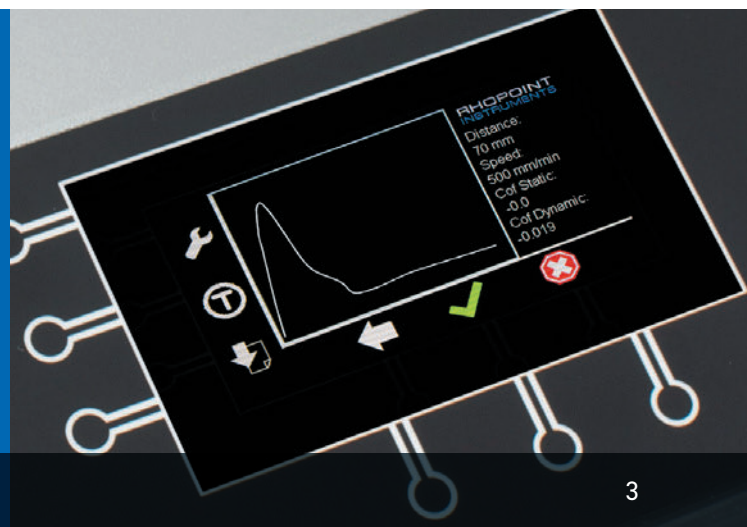 RHOPOINT
INSTRUMENTS
Distance:
70 mm
Speed:
500 mm/min
Cof Static:
-0.0
Cof Dynamic:
-0.019
T
3